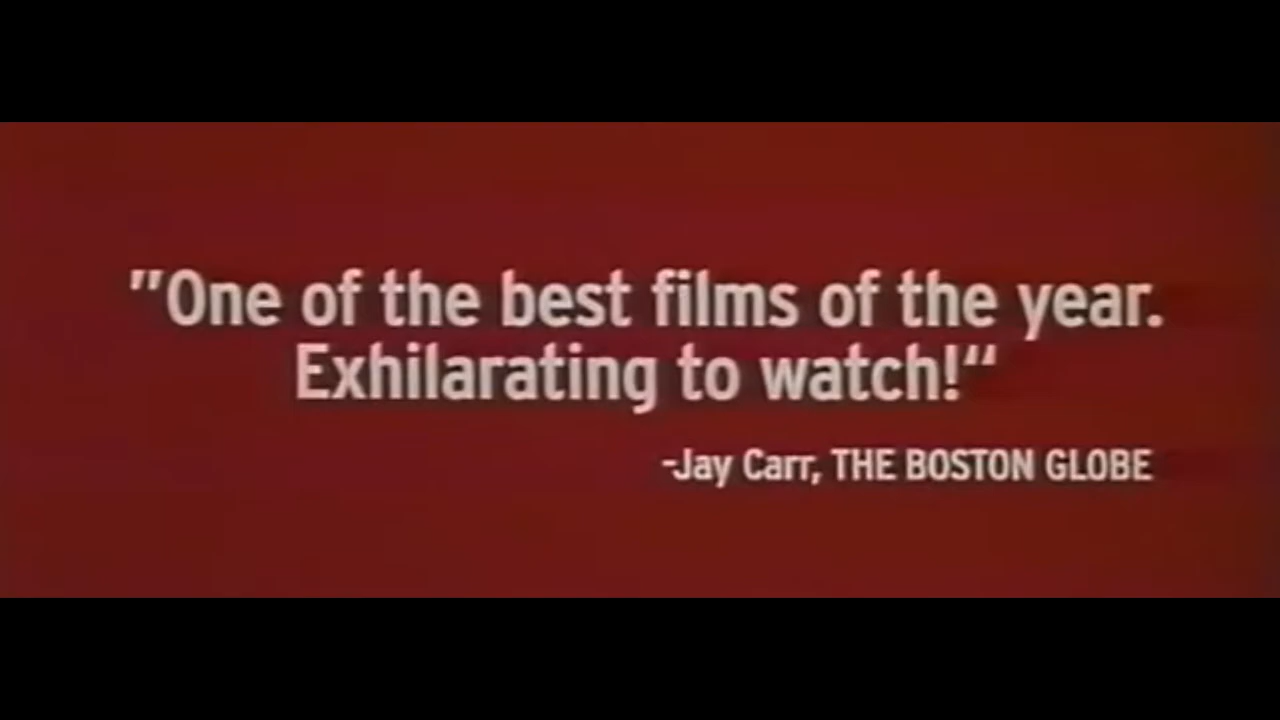 "One of the best films of the year.
Exhilarating to watch!“
-Jay Carr, THE BOSTON GLOBE